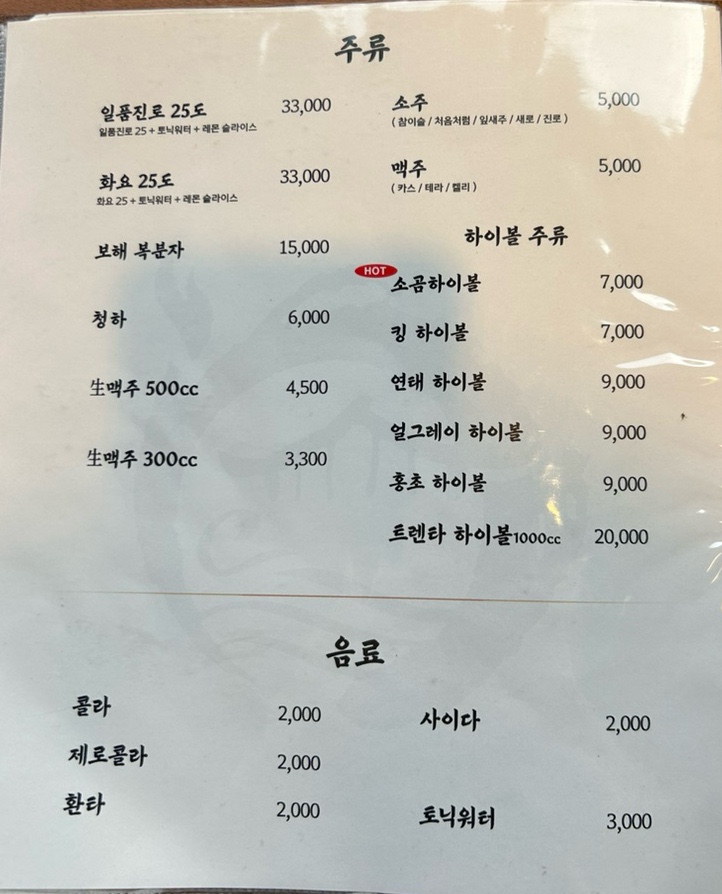 주류
일품진로 25도 33,000
일품진로 25 + 토닉워터 + 레몬 슬라이스
화요 25도 33,000
화요 25 + 토닉워터 + 레몬 슬라이스
보해 복분자 15,000
청하 6,000
生맥주 500cc 4,500
生맥주 300cc 3,300
소주 5,000
( 참이슬 / 처음처럼 / 잎새주 / 새로 / 진로 )
맥주 5,000
( 카스 / 테라 / 켈리 )
하이볼 주류
HOT
소곰하이볼 7,000
킹 하이볼 7,000
연태 하이볼 9,000
얼그레이 하이볼 9,000
홍초 하이볼 9,000
트렌타 하이볼1000cc 20,000
음료
콜라 2,000
제로콜라 2,000
환타 2,000
사이다 2,000
토닉워터 3,000